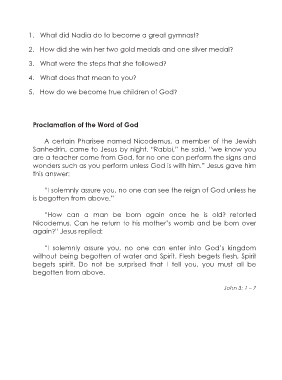 1. What did Nadia do to become a great gymnast?
2. How did she win her two gold medals and one silver medal?
3. What were the steps that she followed?
4. What does that mean to you?
5. How do we become true children of God?
Proclamation of the Word of God
A certain Pharisee named Nicodemus, a member of the Jewish
Sanhedrin, came to Jesus by night. "Rabbi," he said, "we know you
are a teacher come from God, for no one can perform the signs and
wonders such as you perform unless God is with him." Jesus gave him
this answer:
"I solemnly assure you, no one can see the reign of God unless he
is begotten from above."
"How can a man be born again once he is old? retorted
Nicodemus. Can he return to his mother's womb and be born over
again?" Jesus replied:
"I solemnly assure you, no one can enter into God's kingdom
without being begotten of water and Spirit. Flesh begets flesh, Spirit
begets spirit. Do not be surprised that I tell you, you must all be
begotten from above.
John 3: 1 – 7